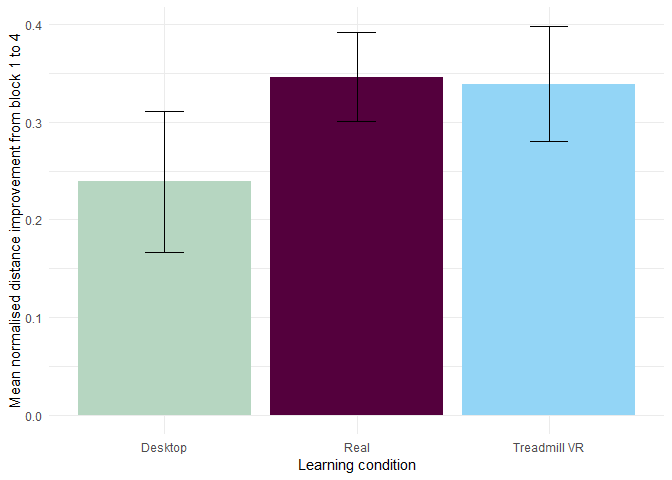 Mean normalised distance improvement from block 1 to 4
0.4
0.3
0.2
0.1
0.0
Desktop
Real
Treadmill VR
Learning condition